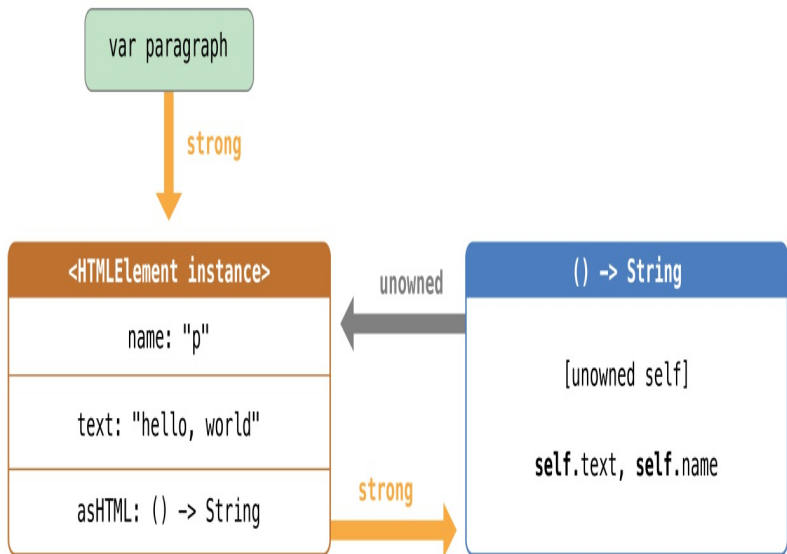 var paragraph
strong
<HTMLElement instance>
() -> String
unowned
name: "p"
[unowned self]
text: "hello, world"
self.text, self.name
strong
asHTML: () -> String